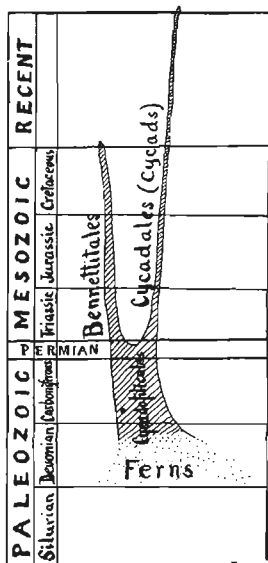 RECENT
MESOZOIC
PALEOZOIC
Cretaceous
Jurassic
Triassic
PERMIAN
Carboniferous
Devonian
Silurian
Bennettitales
Cycadales (Cycads)
Cycadofilicales
Ferns